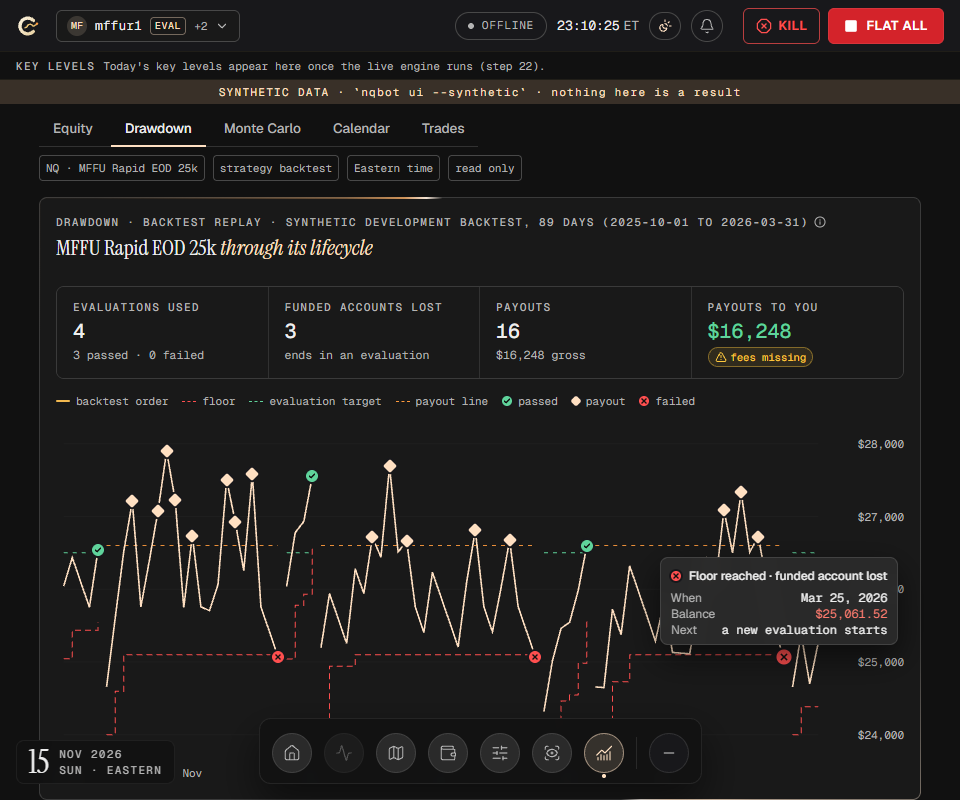 MF mffur1 EVAL +2
OFFLINE
23:10:25 ET
KILL
FLAT ALL
KEY LEVELS Today's key levels appear here once the live engine runs (step 22).
SYNTHETIC DATA · `nqbot ui --synthetic` · nothing here is a result
Equity Drawdown Monte Carlo Calendar Trades
NQ · MFFU Rapid EOD 25k strategy backtest Eastern time read only
DRAWDOWN · BACKTEST REPLAY · SYNTHETIC DEVELOPMENT BACKTEST, 89 DAYS (2025-10-01 TO 2026-03-31)
MFFU Rapid EOD 25k through its lifecycle
EVALUATIONS USED
4
3 passed · 0 failed
FUNDED ACCOUNTS LOST
3
ends in an evaluation
PAYOUTS
16
$16,248 gross
PAYOUTS TO YOU
$16,248
fees missing
backtest order floor evaluation target payout line passed payout failed
$28,000
$27,000
Floor reached · funded account lost
When Mar 25, 2026
Balance $25,061.52
Next a new evaluation starts
$25,000
$24,000
15 NOV 2026
SUN · EASTERN
Nov